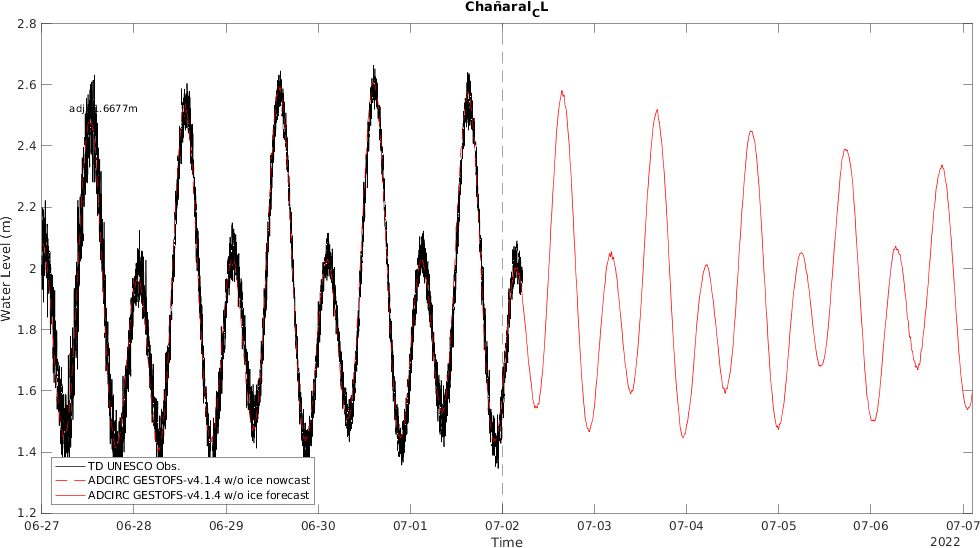 Chañaral_CL
2.8
2.6
2.4
2.2
2
1.8
1.6
1.4
1.2
Water Level (m)
TD UNESCO Obs.
ADCIRC GESTOFS-v4.1.4 w/o ice nowcast
ADCIRC GESTOFS-v4.1.4 w/o ice forecast
06-27 06-28 06-29 06-30 07-01 07-02 07-03 07-04 07-05 07-06 07-07
Time
2022